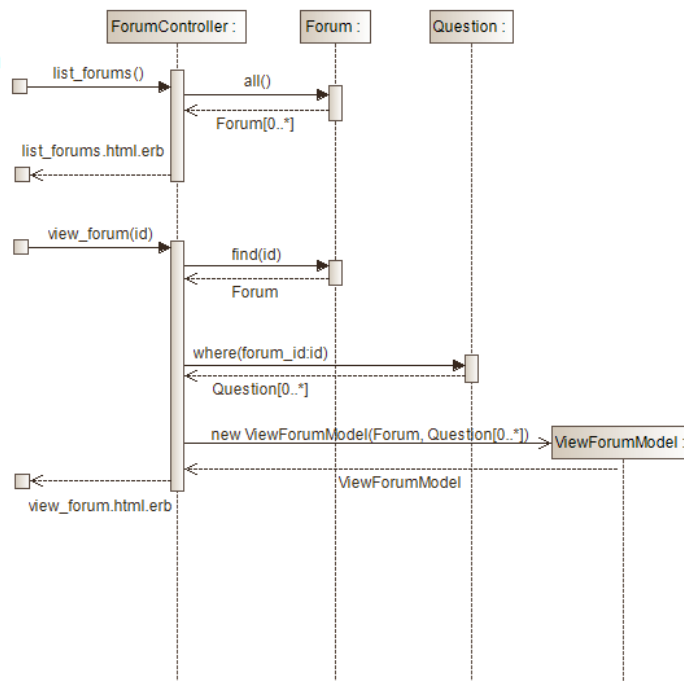 ForumController :
Forum :
Question :
list_forums()
all()
Forum[0..*]
list_forums.html.erb
view_forum(id)
find(id)
Forum
where(forum_id:id)
Question[0..*]
new ViewForumModel(Forum, Question[0..*])
ViewForumModel :
ViewForumModel
view_forum.html.erb